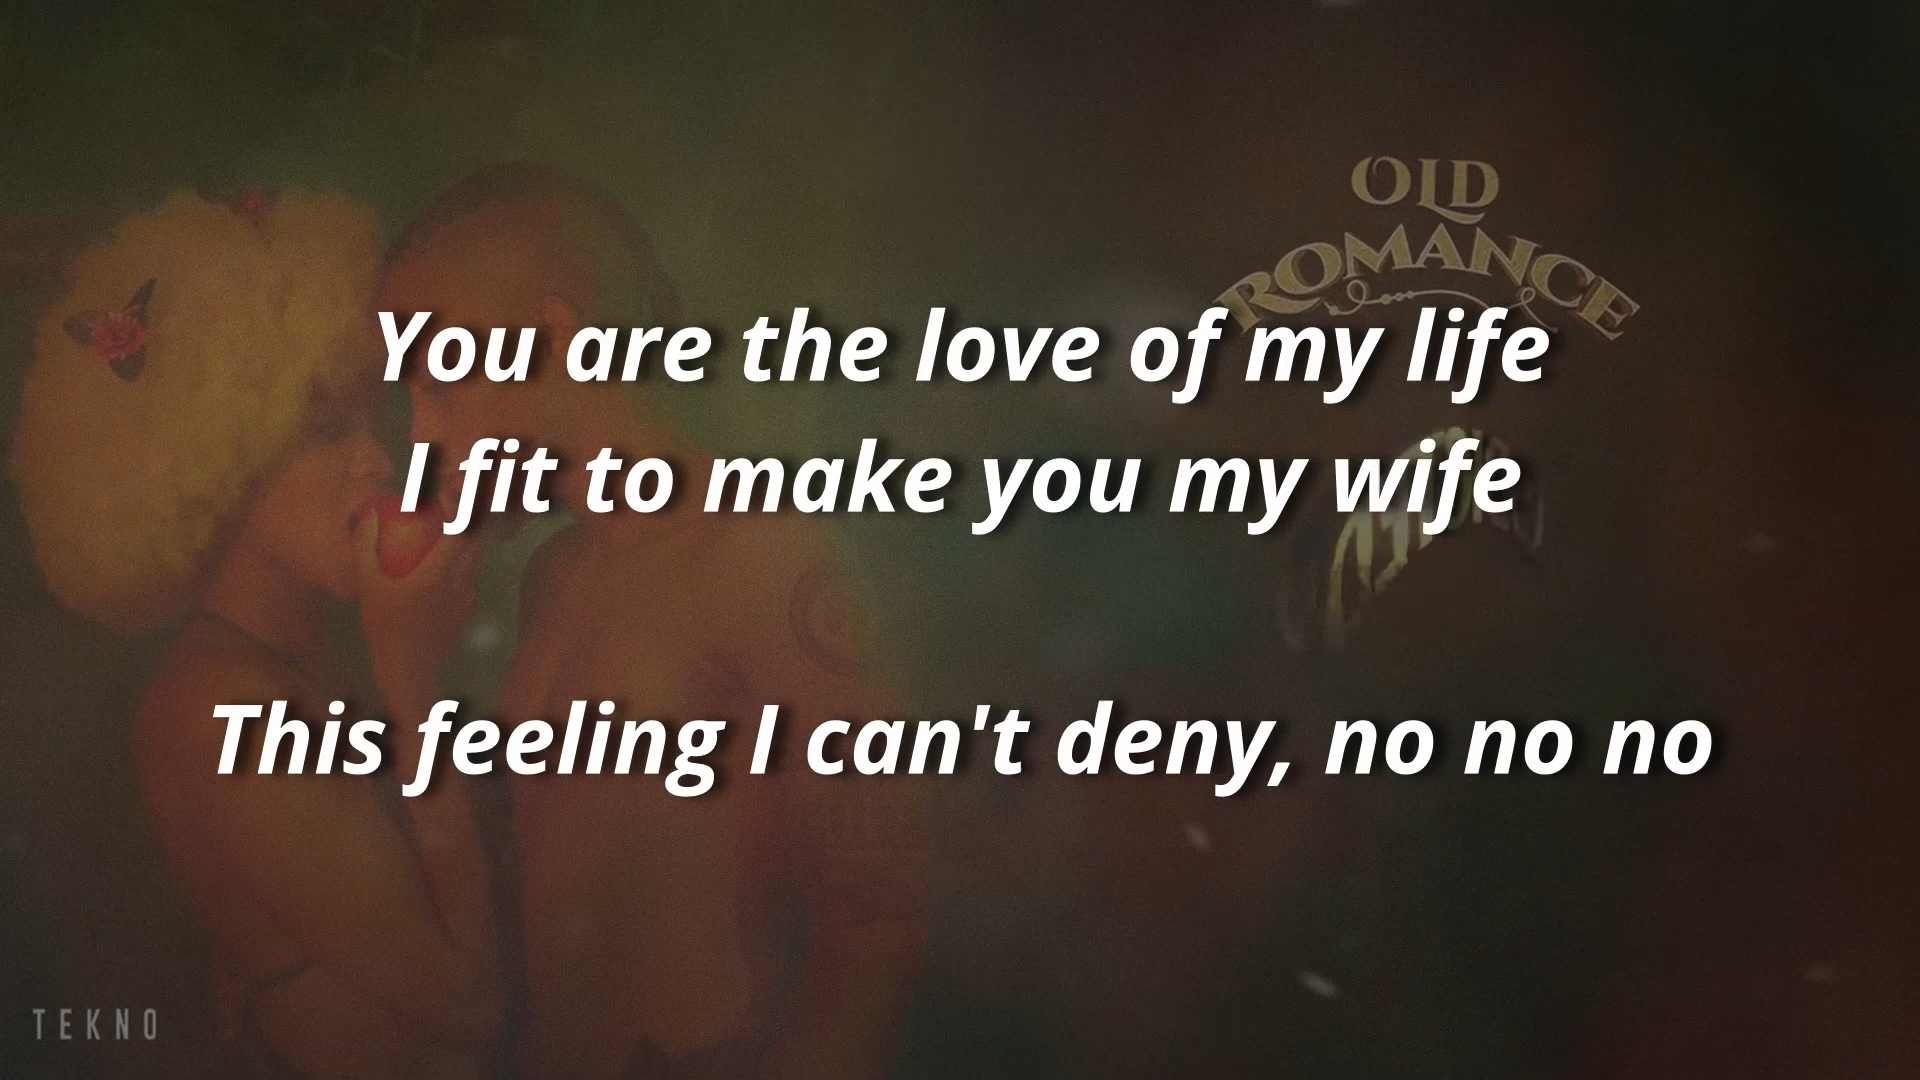 OLD
ROMANCE
You are the love of my life
I fit to make you my wife
This feeling I can't deny, no no no
TEKNO